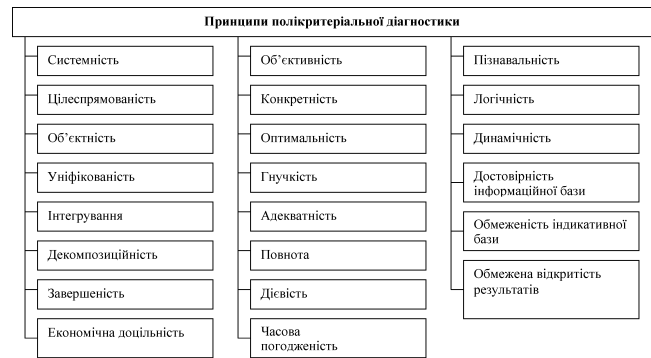 Принципи полікритеріальної діагностики
Системність
Цілеспрямованість
Об’єктність
Уніфікованість
Інтегрування
Декомпозиційність
Завершеність
Економічна доцільність
Об’єктивність
Конкретність
Оптимальність
Гнучкість
Адекватність
Повнота
Дієвість
Часова
погодженість
Пізнавальність
Логічність
Динамічність
Достовірність
інформаційної бази
Обмеженість індикативної
бази
Обмежена відкритість
результатів